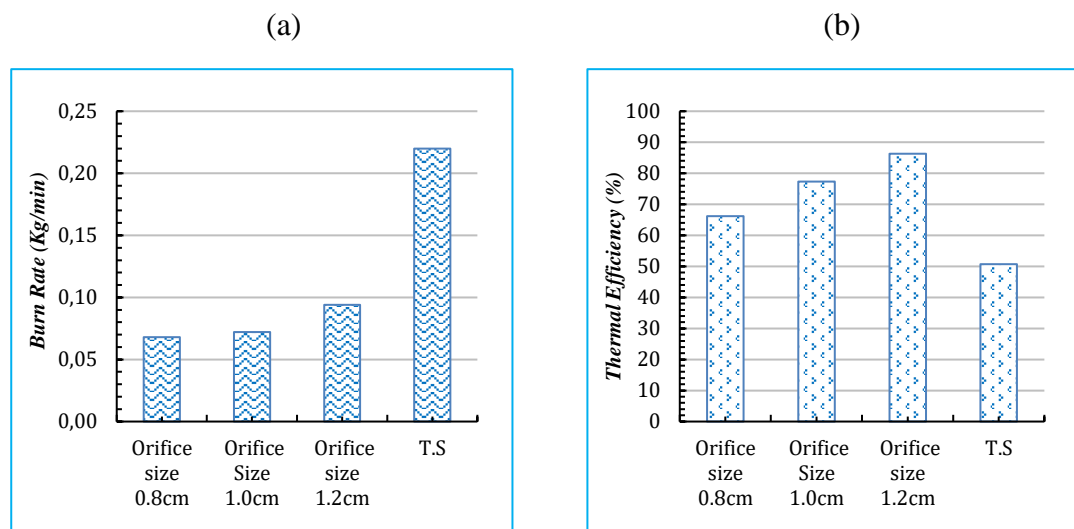 (a)
Burn Rate (Kg/min)
0,25
0,20
0,15
0,10
0,05
0,00
Orifice
size
0.8cm
Orifice
Size
1.0cm
Orifice
size
1.2cm
T.S
(b)
Thermal Efficiency (%)
100
90
80
70
60
50
40
30
20
10
0
Orifice
size
0.8cm
Orifice
Size
1.0cm
Orifice
size
1.2cm
T.S